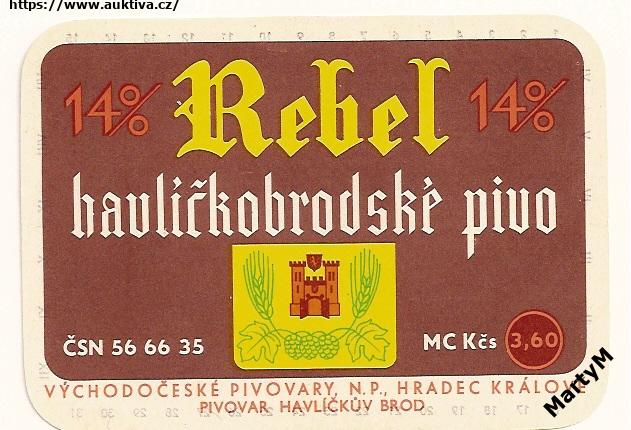 https://www.auktiva.cz/
14% Rebel 14%
havlíčkobrodské pivo
ČSN 56 66 35
MC Kčs 3,60
VÝCHODOČESKÉ PIVOVARY, N.P., HRADEC KRÁLOVÉ
PIVOVAR HAVLÍČKŮV BROD
MartyM